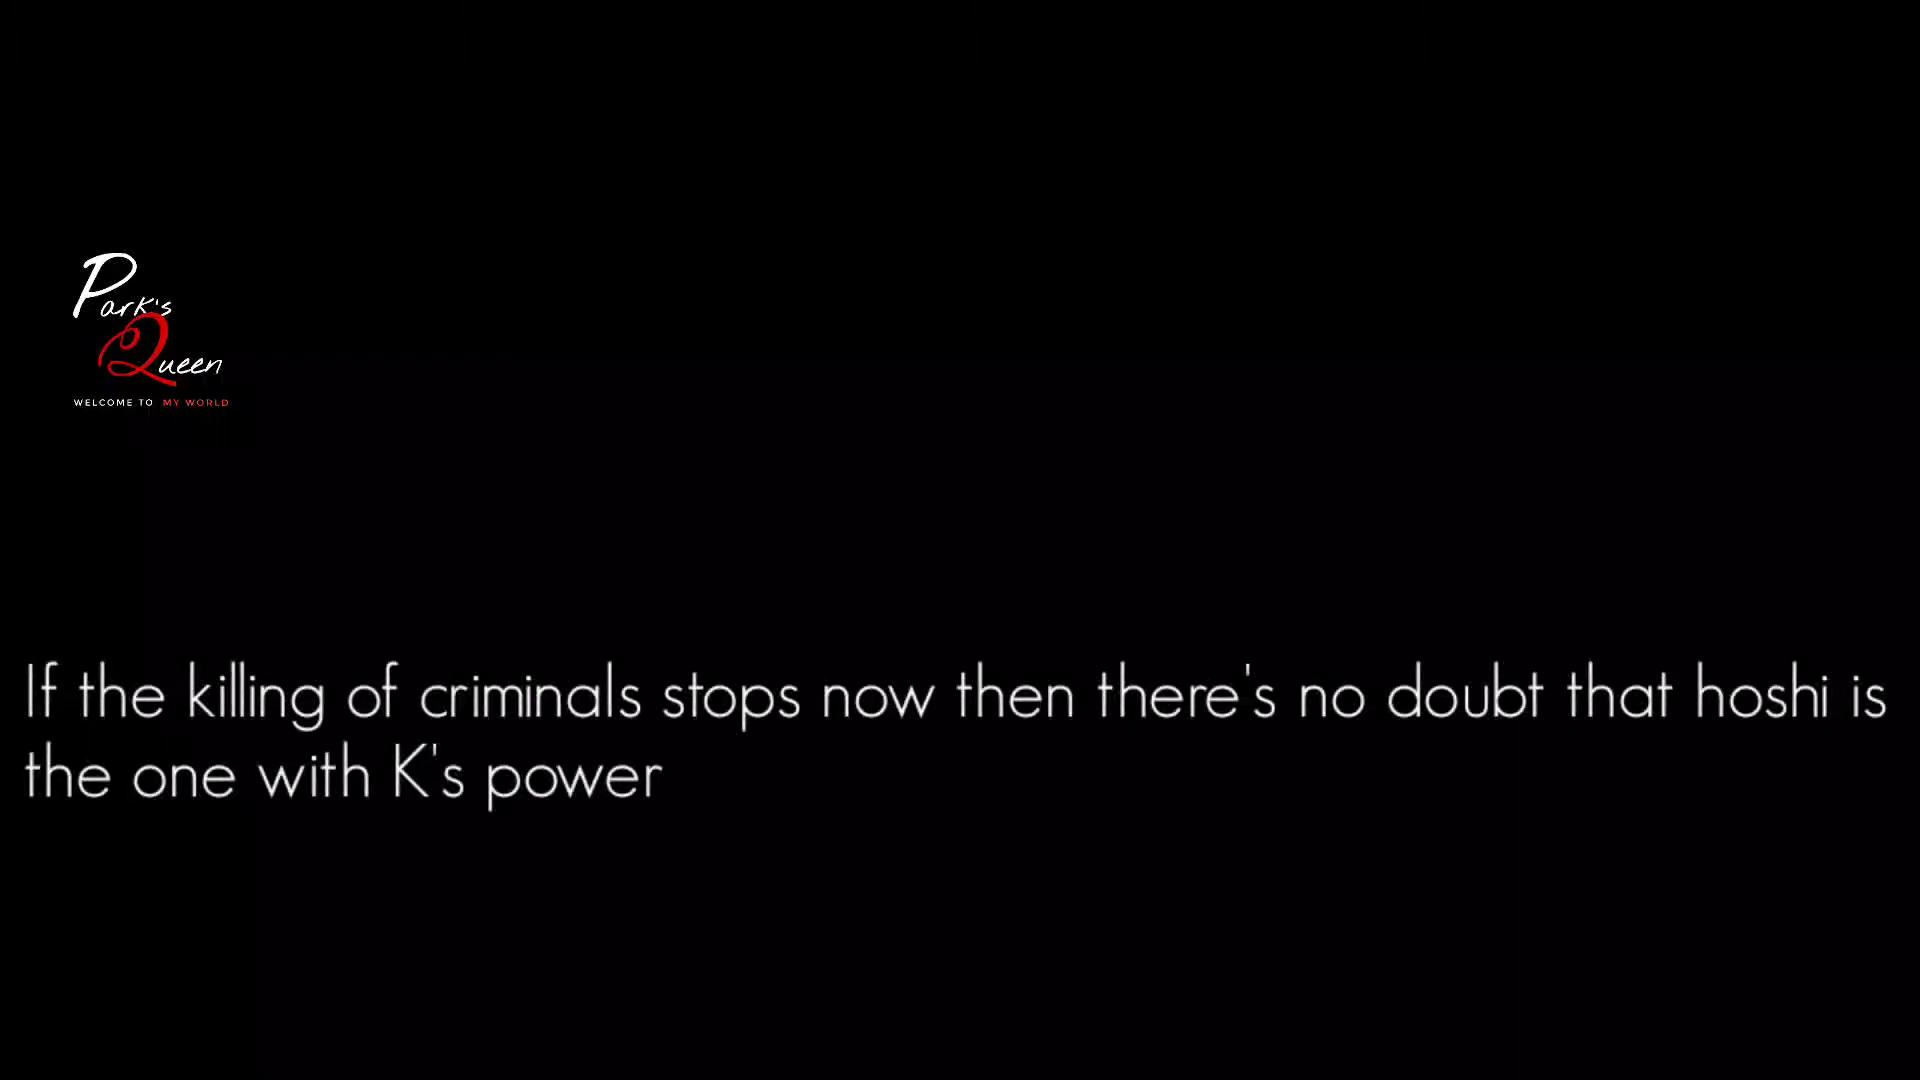 Park's
Queen
WELCOME TO MY WORLD
If the killing of criminals stops now then there's no doubt that hoshi is
the one with K's power